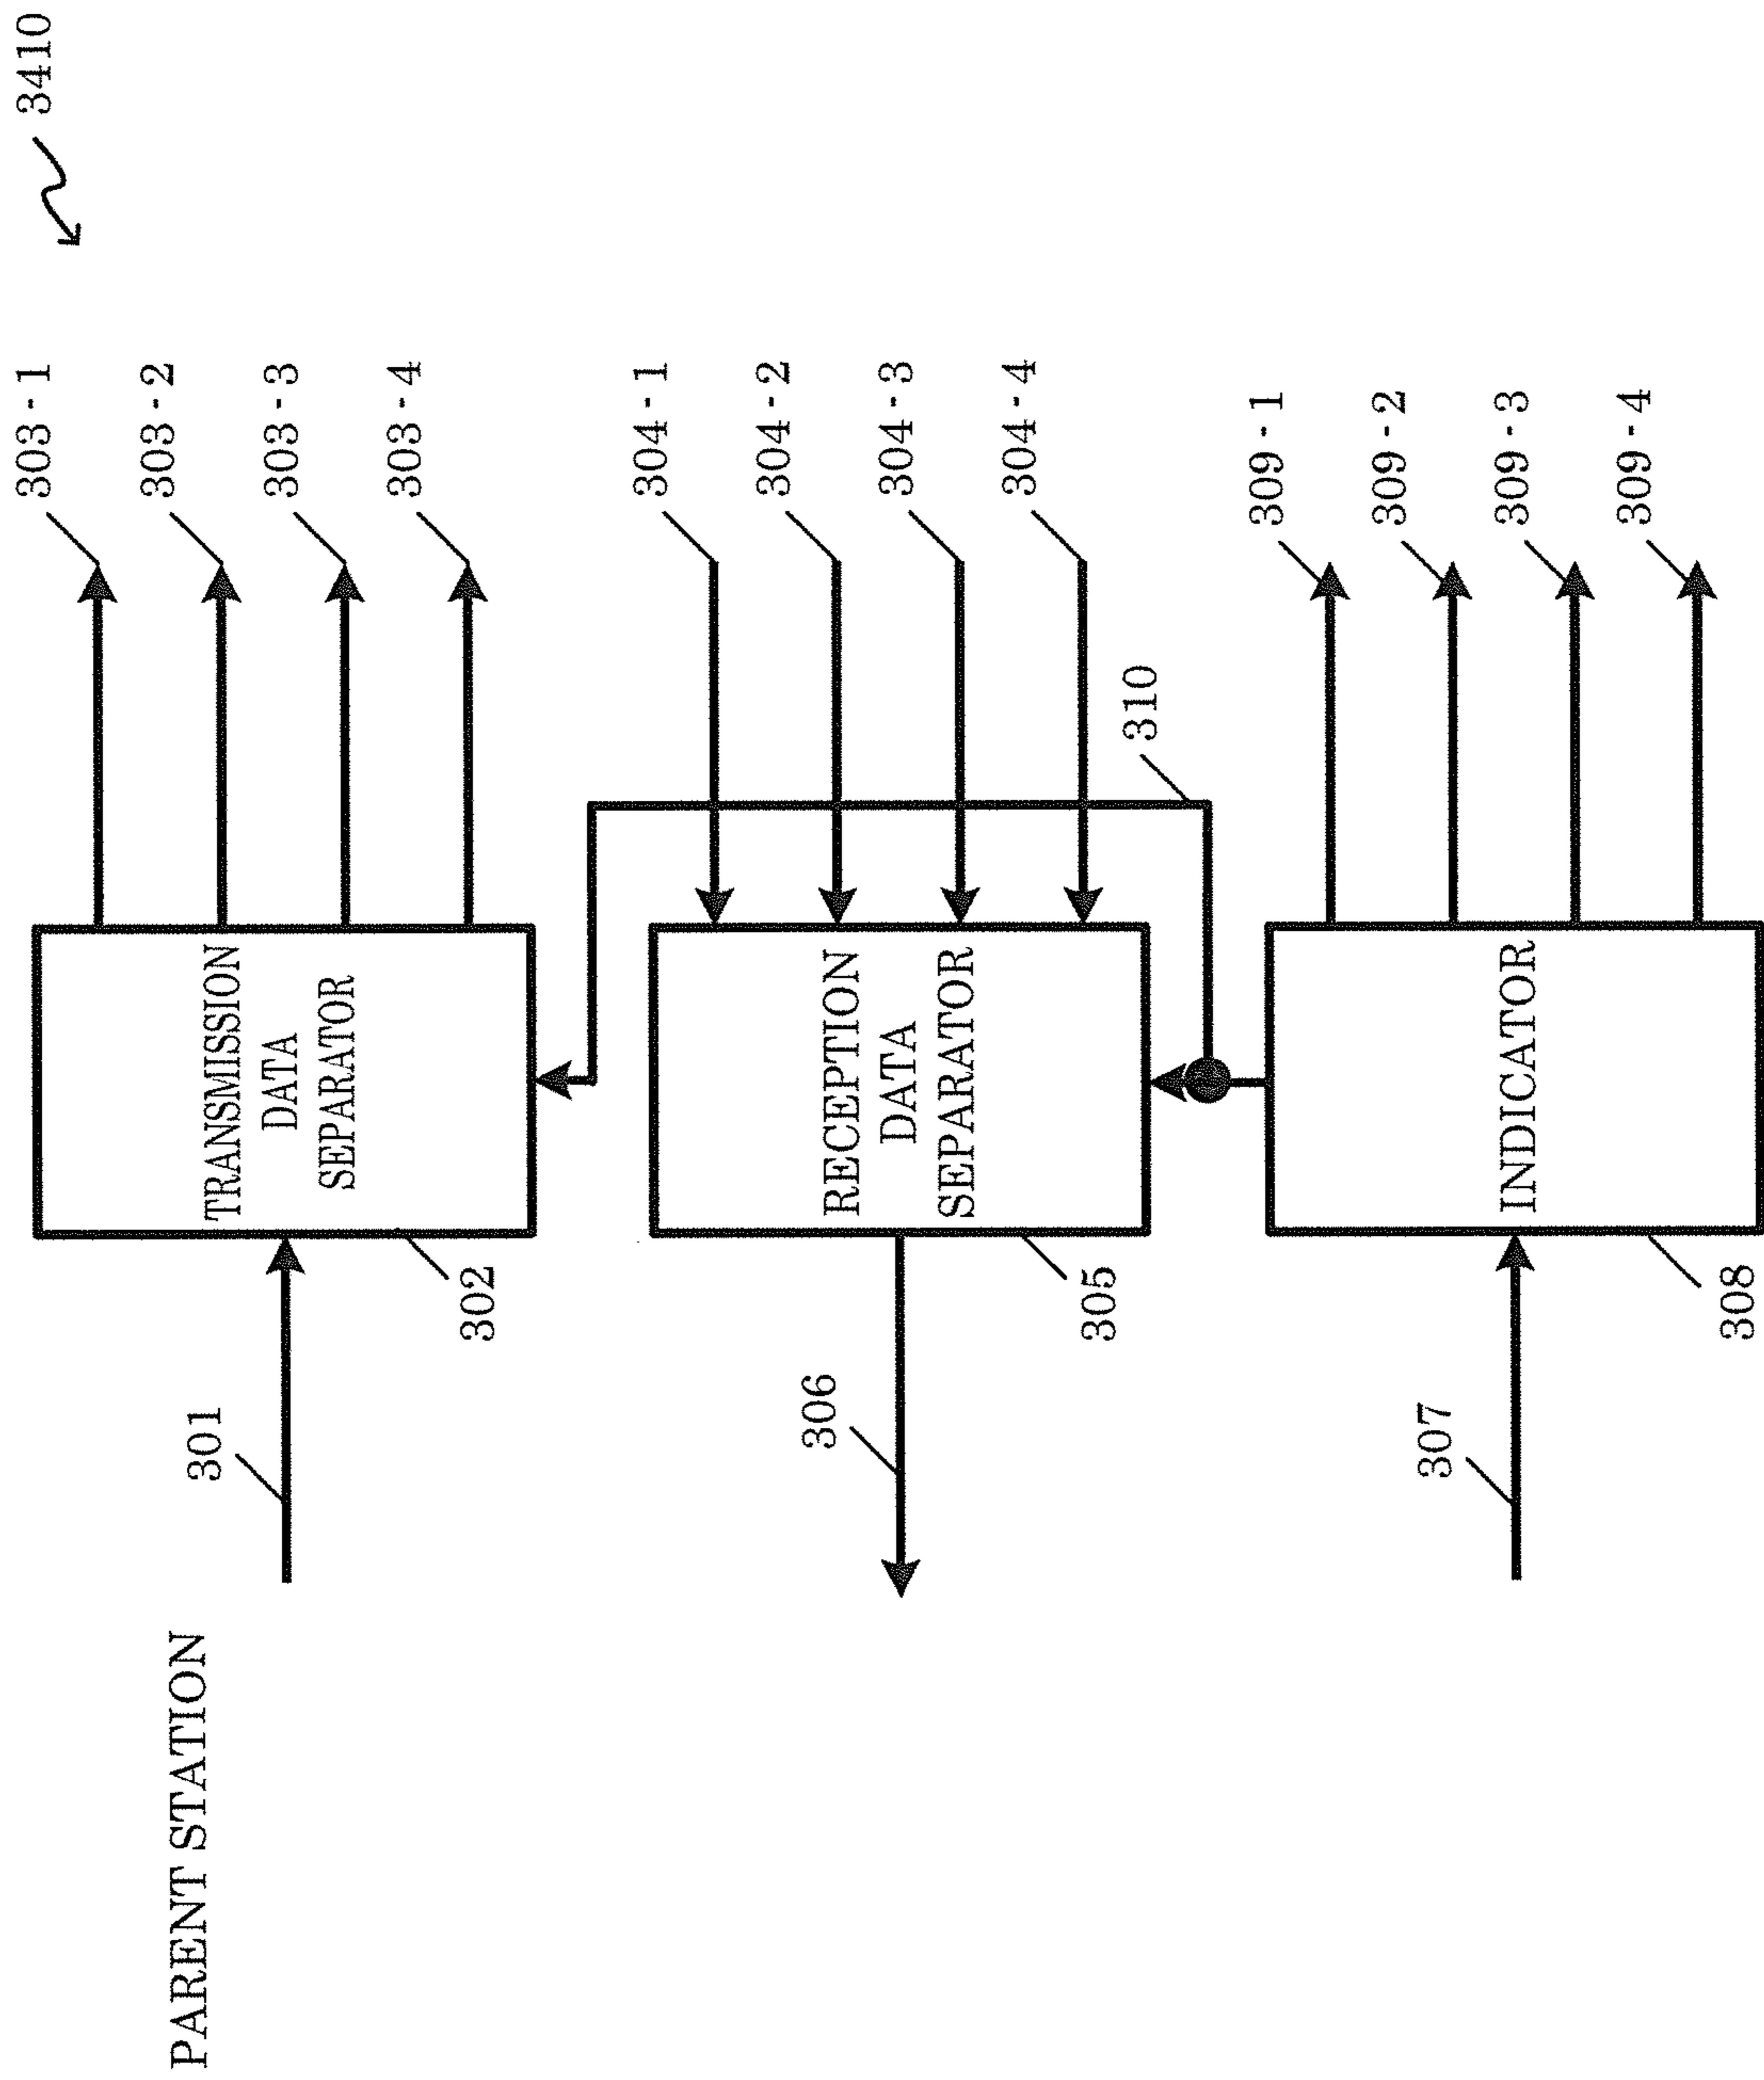 3410
PARENT STATION
301
TRANSMISSION
DATA
SEPARATOR
302
303-1
303-2
303-3
303-4
306
RECEPTION
DATA
SEPARATOR
305
304-1
304-2
304-3
304-4
310
307
INDICATOR
308
309-1
309-2
309-3
309-4